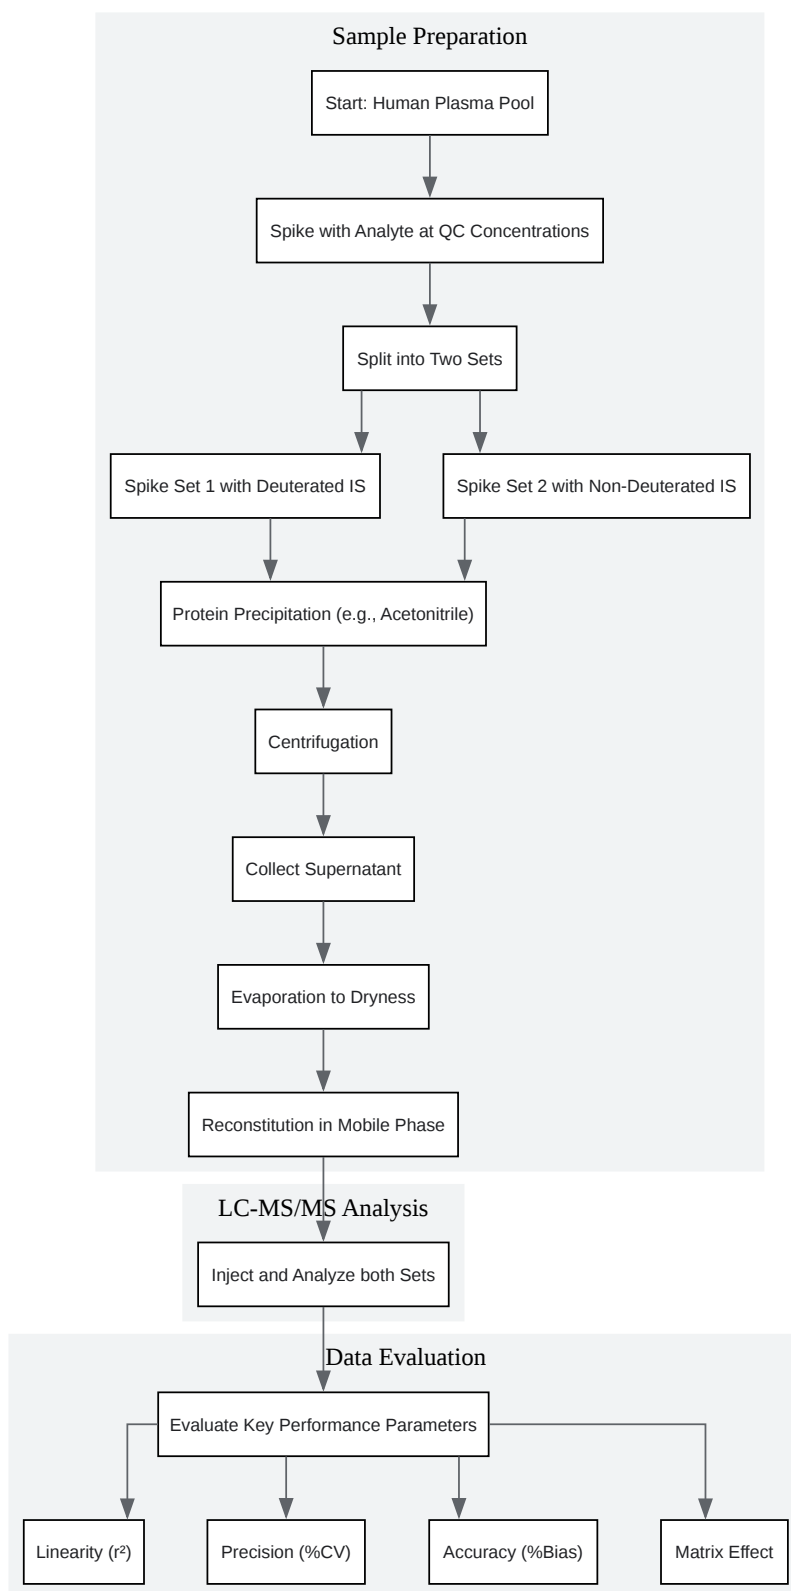 Sample Preparation
Start: Human Plasma Pool
Spike with Analyte at QC Concentrations
Split into Two Sets
Spike Set 1 with Deuterated IS
Spike Set 2 with Non-Deuterated IS
Protein Precipitation (e.g., Acetonitrile)
Centrifugation
Collect Supernatant
Evaporation to Dryness
Reconstitution in Mobile Phase
LC-MS/MS Analysis
Inject and Analyze both Sets
Data Evaluation
Evaluate Key Performance Parameters
Linearity (r²)
Precision (%CV)
Accuracy (%Bias)
Matrix Effect